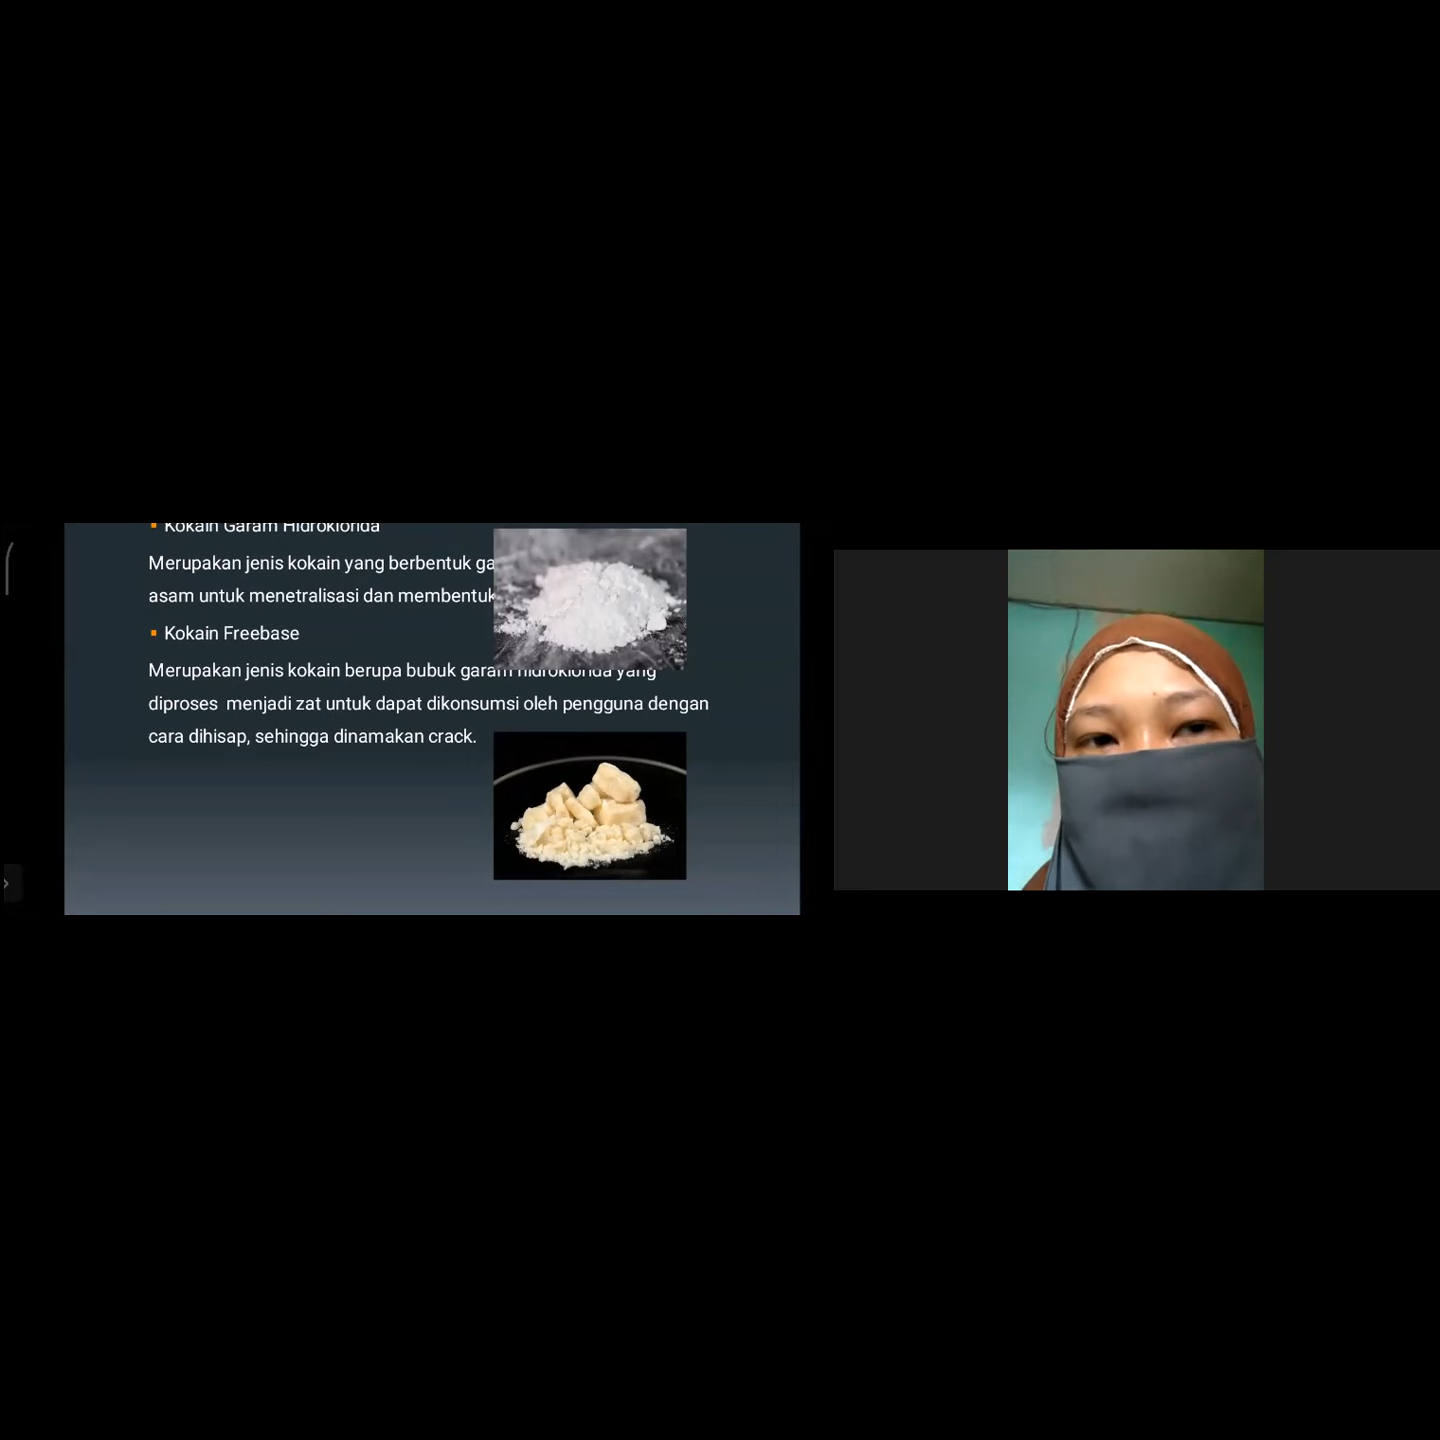 Kokain Garam Hidroklorida
Merupakan jenis kokain yang berbentuk ga
asam untuk menetralisasi dan membentuk
Kokain Freebase
Merupakan jenis kokain berupa bubuk garam hidroklorida yang
diproses menjadi zat untuk dapat dikonsumsi oleh pengguna dengan
cara dihisap, sehingga dinamakan crack.